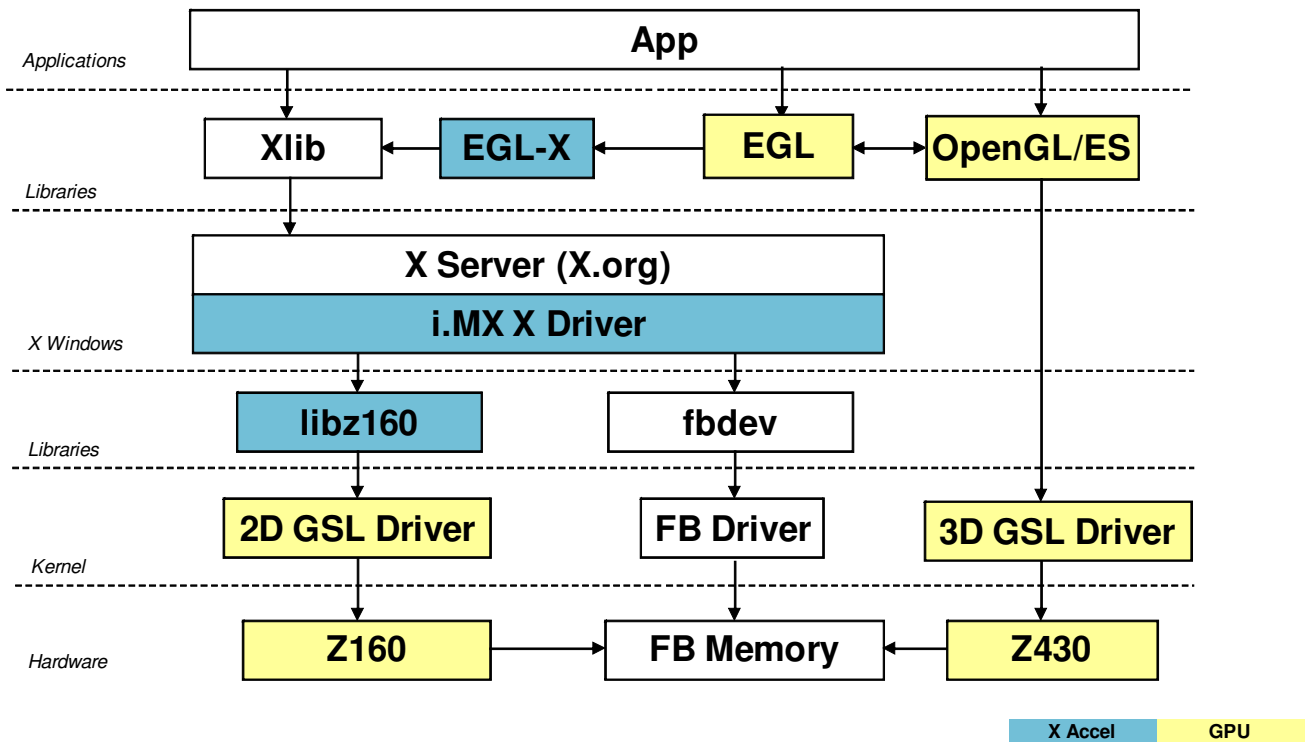 App
Applications
Xlib
EGL-X
EGL
OpenGL/ES
Libraries
X Server (X.org)
i.MX X Driver
X Windows
libz160
fbdev
Libraries
2D GSL Driver
FB Driver
3D GSL Driver
Kernel
Z160
FB Memory
Z430
Hardware
X Accel
GPU